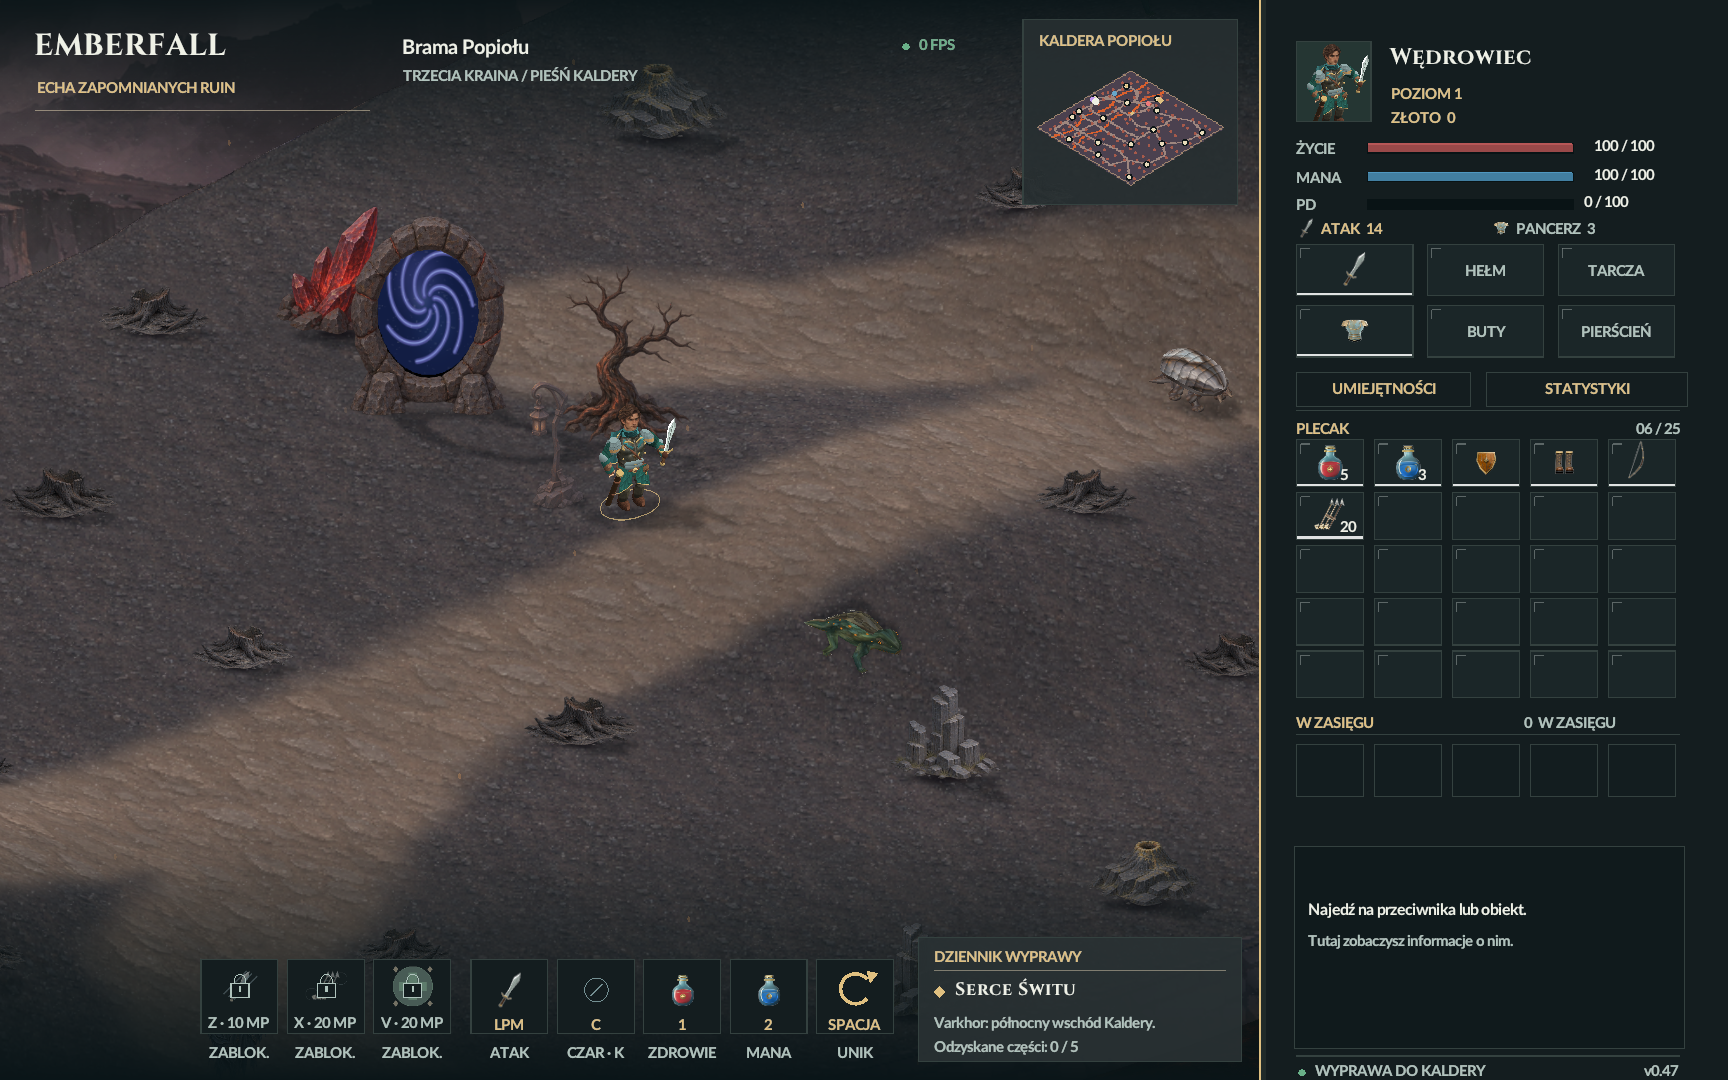 EMBERFALL
ECHA ZAPOMNIANYCH RUIN
Brama Popiołu
TRZECIA KRAINA / PIEŚŃ KALDERY
0 FPS
KALDERA POPIOŁU
WĘDROWIEC
POZIOM 1
ZŁOTO 0
ŻYCIE 100 / 100
MANA 100 / 100
PD 0 / 100
ATAK 14 PANCERZ 3
HEŁM TARCZA
BUTY PIERŚCIEŃ
UMIEJĘTNOŚCI STATYSTYKI
PLECAK 06 / 25
5 3
20
W ZASIĘGU 0 W ZASIĘGU
Najedź na przeciwnika lub obiekt.
Tutaj zobaczysz informacje o nim.
WYPRAWA DO KALDERY v0.47
Z · 10 MP X · 20 MP V · 20 MP LPM C 1 2 SPACJA
ZABLOK. ZABLOK. ZABLOK. ATAK CZAR · K ZDROWIE MANA UNIK
DZIENNIK WYPRAWY
SERCE ŚWITU
Varkhor: północny wschód Kaldery.
Odzyskane części: 0 / 5